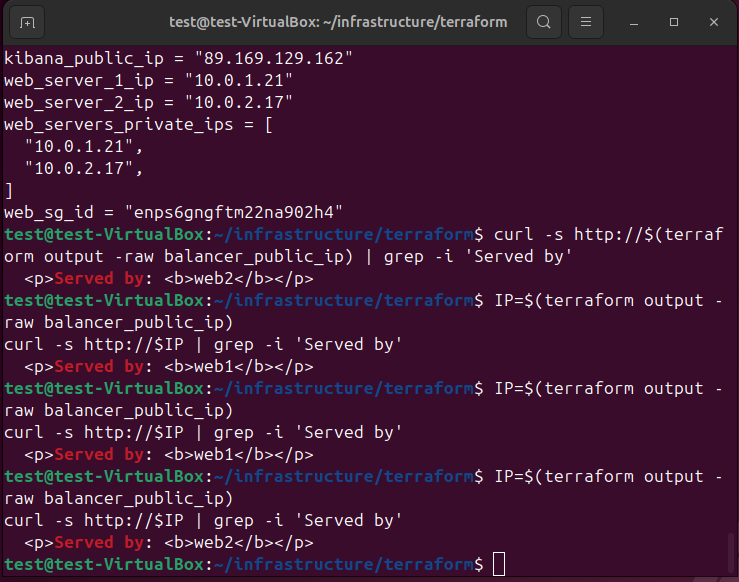 test@test-VirtualBox: ~/infrastructure/terraform
kibana_public_ip = "89.169.129.162"
web_server_1_ip = "10.0.1.21"
web_server_2_ip = "10.0.2.17"
web_servers_private_ips = [
  "10.0.1.21",
  "10.0.2.17",
]
web_sg_id = "enps6gngftm22na902h4"
test@test-VirtualBox:~/infrastructure/terraform$ curl -s http://$(terraf
orm output -raw balancer_public_ip) | grep -i 'Served by'
  <p>Served by: <b>web2</b></p>
test@test-VirtualBox:~/infrastructure/terraform$ IP=$(terraform output -
raw balancer_public_ip)
curl -s http://$IP | grep -i 'Served by'
  <p>Served by: <b>web1</b></p>
test@test-VirtualBox:~/infrastructure/terraform$ IP=$(terraform output -
raw balancer_public_ip)
curl -s http://$IP | grep -i 'Served by'
  <p>Served by: <b>web1</b></p>
test@test-VirtualBox:~/infrastructure/terraform$ IP=$(terraform output -
raw balancer_public_ip)
curl -s http://$IP | grep -i 'Served by'
  <p>Served by: <b>web2</b></p>
test@test-VirtualBox:~/infrastructure/terraform$